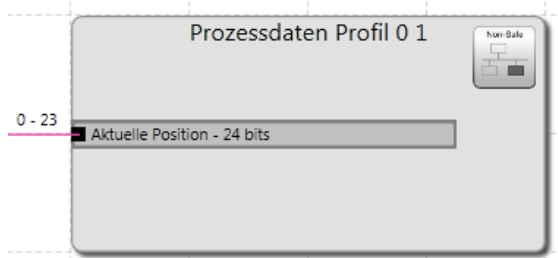 Prozessdaten Profil 0 1
Non-Safe
0 - 23
Aktuelle Position - 24 bits